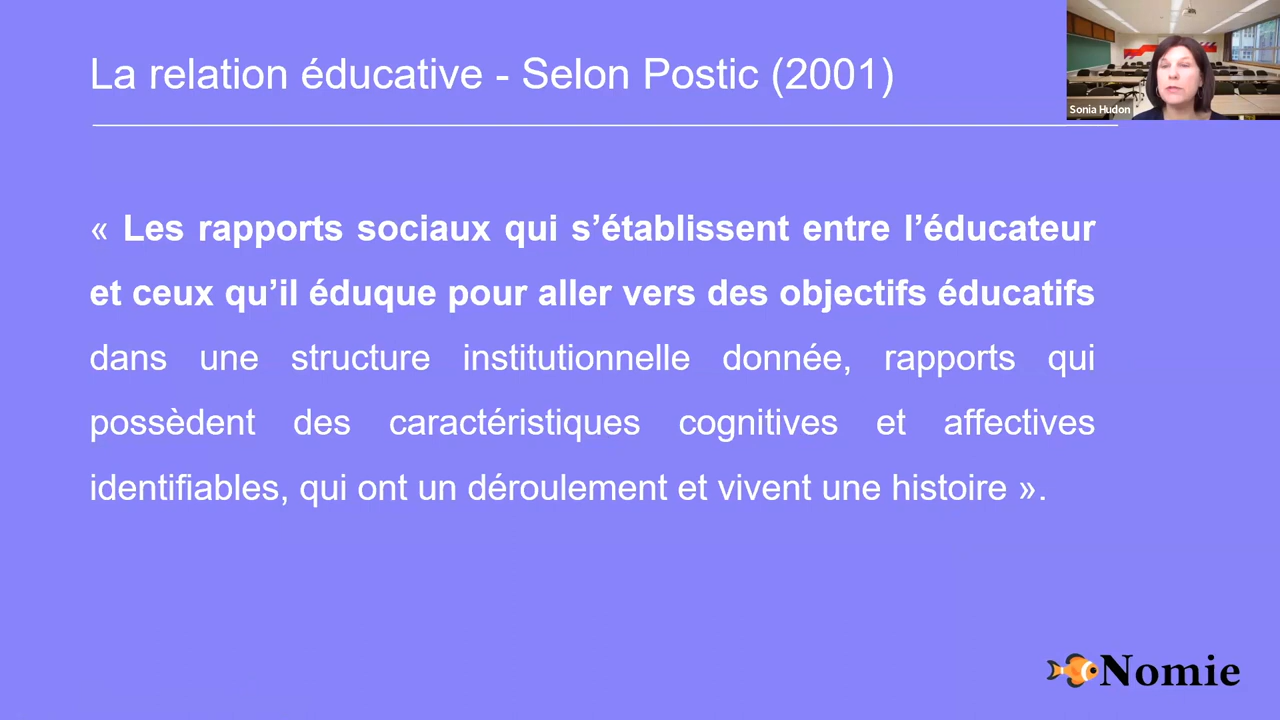 La relation éducative - Selon Postic (2001)
Sonia Hudon
« Les rapports sociaux qui s’établissent entre l’éducateur
et ceux qu’il éduque pour aller vers des objectifs éducatifs
dans une structure institutionnelle donnée, rapports qui
possèdent des caractéristiques cognitives et affectives
identifiables, qui ont un déroulement et vivent une histoire ».
Nomie